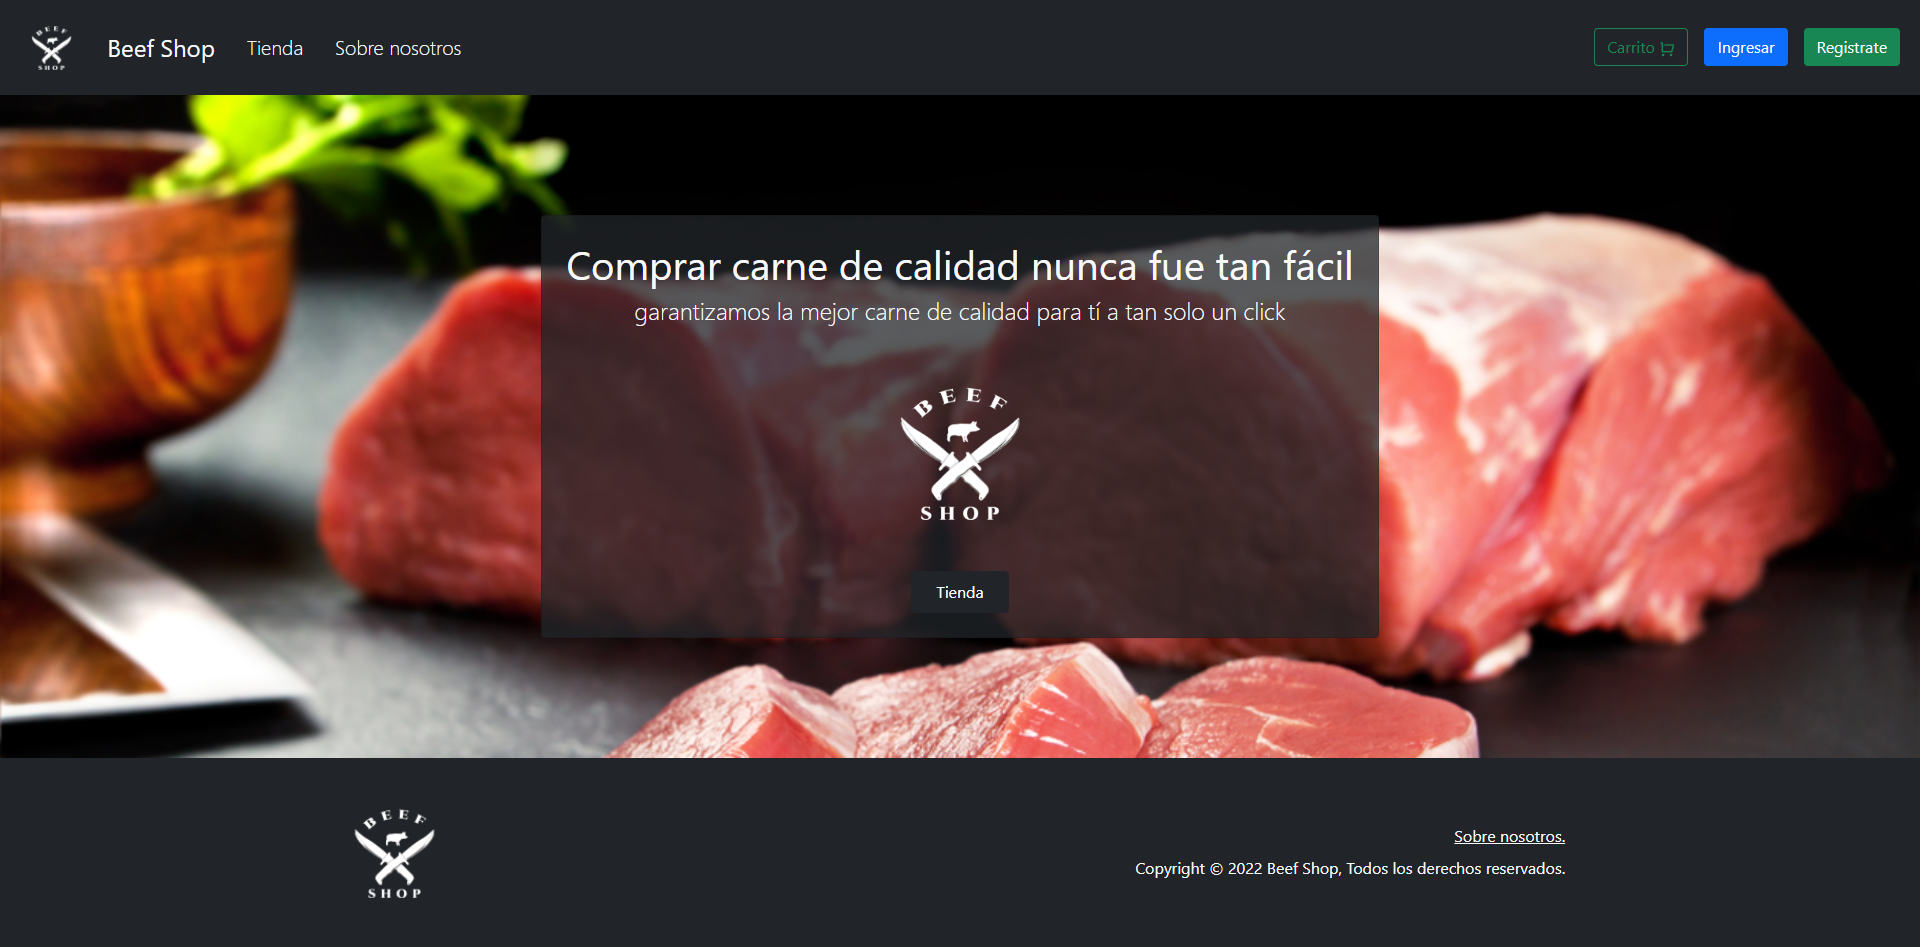 BEEF
SHOP
Beef Shop
Tienda
Sobre nosotros
Carrito
Ingresar
Registrate
Comprar carne de calidad nunca fue tan fácil
garantizamos la mejor carne de calidad para tí a tan solo un click
BEEF
SHOP
Tienda
BEEF
SHOP
Sobre nosotros.
Copyright © 2022 Beef Shop, Todos los derechos reservados.